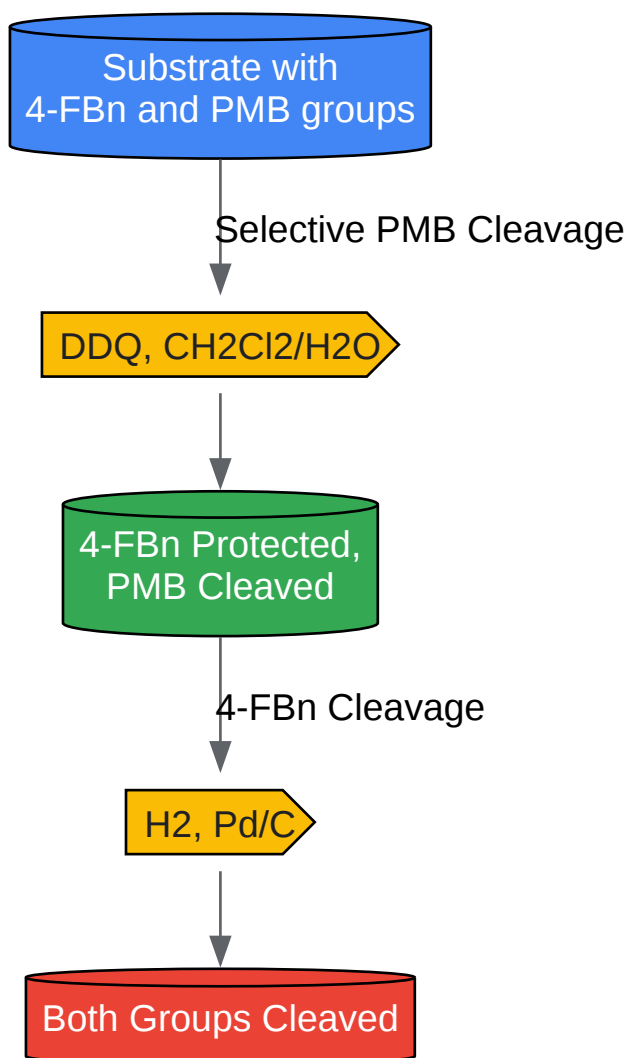 Substrate with
4-FBn and PMB groups
Selective PMB Cleavage
DDQ, CH2Cl2/H2O
4-FBn Protected,
PMB Cleaved
4-FBn Cleavage
H2, Pd/C
Both Groups Cleaved